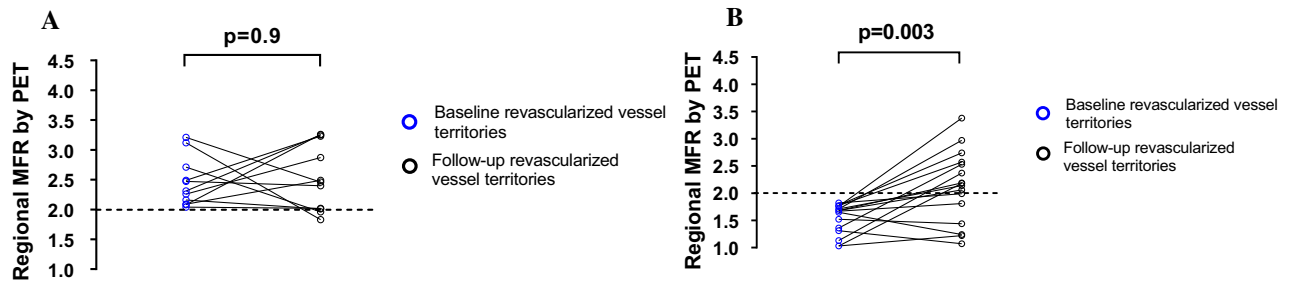 A
p=0.9
Regional MFR by PET
4.5
4.0
3.5
3.0
2.5
2.0
1.5
1.0
Baseline revascularized vessel
territories
Follow-up revascularized
vessel territories
B
p=0.003
Regional MFR by PET
4.5
4.0
3.5
3.0
2.5
2.0
1.5
1.0
Baseline revascularized vessel
territories
Follow-up revascularized
vessel territories